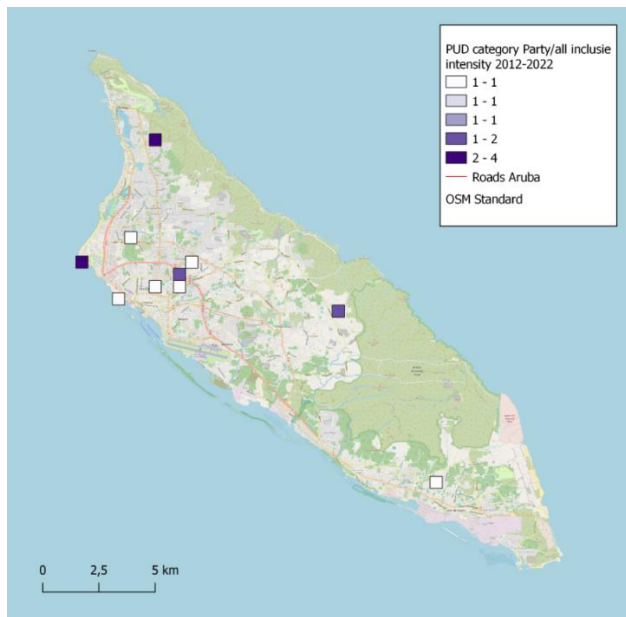 PUD category Party/all inclusie
intensity 2012-2022
1 - 1
1 - 1
1 - 1
1 - 2
2 - 4
Roads Aruba
OSM Standard
0 2,5 5 km